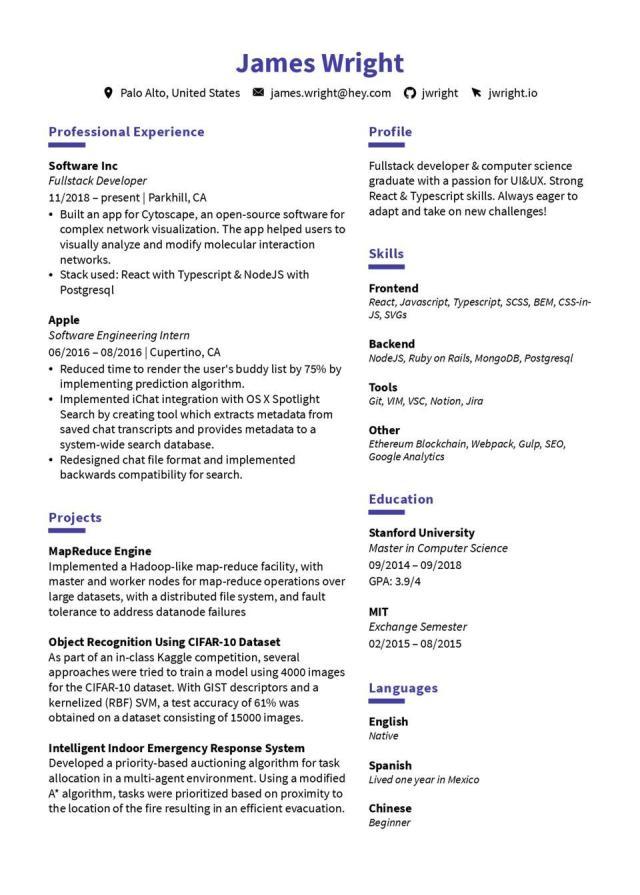 James Wright
Palo Alto, United States james.wright@hey.com jwright jwright.io
Professional Experience
Software Inc
Fullstack Developer
11/2018 – present | Parkhill, CA
• Built an app for Cytoscape, an open-source software for
complex network visualization. The app helped users to
visually analyze and modify molecular interaction
networks.
• Stack used: React with Typescript & NodeJS with
Postgresql
Apple
Software Engineering Intern
06/2016 – 08/2016 | Cupertino, CA
• Reduced time to render the user's buddy list by 75% by
implementing prediction algorithm.
• Implemented iChat integration with OS X Spotlight
Search by creating tool which extracts metadata from
saved chat transcripts and provides metadata to a
system-wide search database.
• Redesigned chat file format and implemented
backwards compatibility for search.
Projects
MapReduce Engine
Implemented a Hadoop-like map-reduce facility, with
master and worker nodes for map-reduce operations over
large datasets, with a distributed file system, and fault
tolerance to address datanode failures
Object Recognition Using CIFAR-10 Dataset
As part of an in-class Kaggle competition, several
approaches were tried to train a model using 4000 images
for the CIFAR-10 dataset. With GIST descriptors and a
kernelized (RBF) SVM, a test accuracy of 61% was
obtained on a dataset consisting of 15000 images.
Intelligent Indoor Emergency Response System
Developed a priority-based auctioning algorithm for task
allocation in a multi-agent environment. Using a modified
A* algorithm, tasks were prioritized based on proximity to
the location of the fire resulting in an efficient evacuation.
Profile
Fullstack developer & computer science
graduate with a passion for UI&UX. Strong
React & Typescript skills. Always eager to
adapt and take on new challenges!
Skills
Frontend
React, Javascript, Typescript, SCSS, BEM, CSS-in-
JS, SVGs
Backend
NodeJS, Ruby on Rails, MongoDB, Postgresql
Tools
Git, VIM, VSC, Notion, Jira
Other
Ethereum Blockchain, Webpack, Gulp, SEO,
Google Analytics
Education
Stanford University
Master in Computer Science
09/2014 – 09/2018
GPA: 3.9/4
MIT
Exchange Semester
02/2015 – 08/2015
Languages
English
Native
Spanish
Lived one year in Mexico
Chinese
Beginner